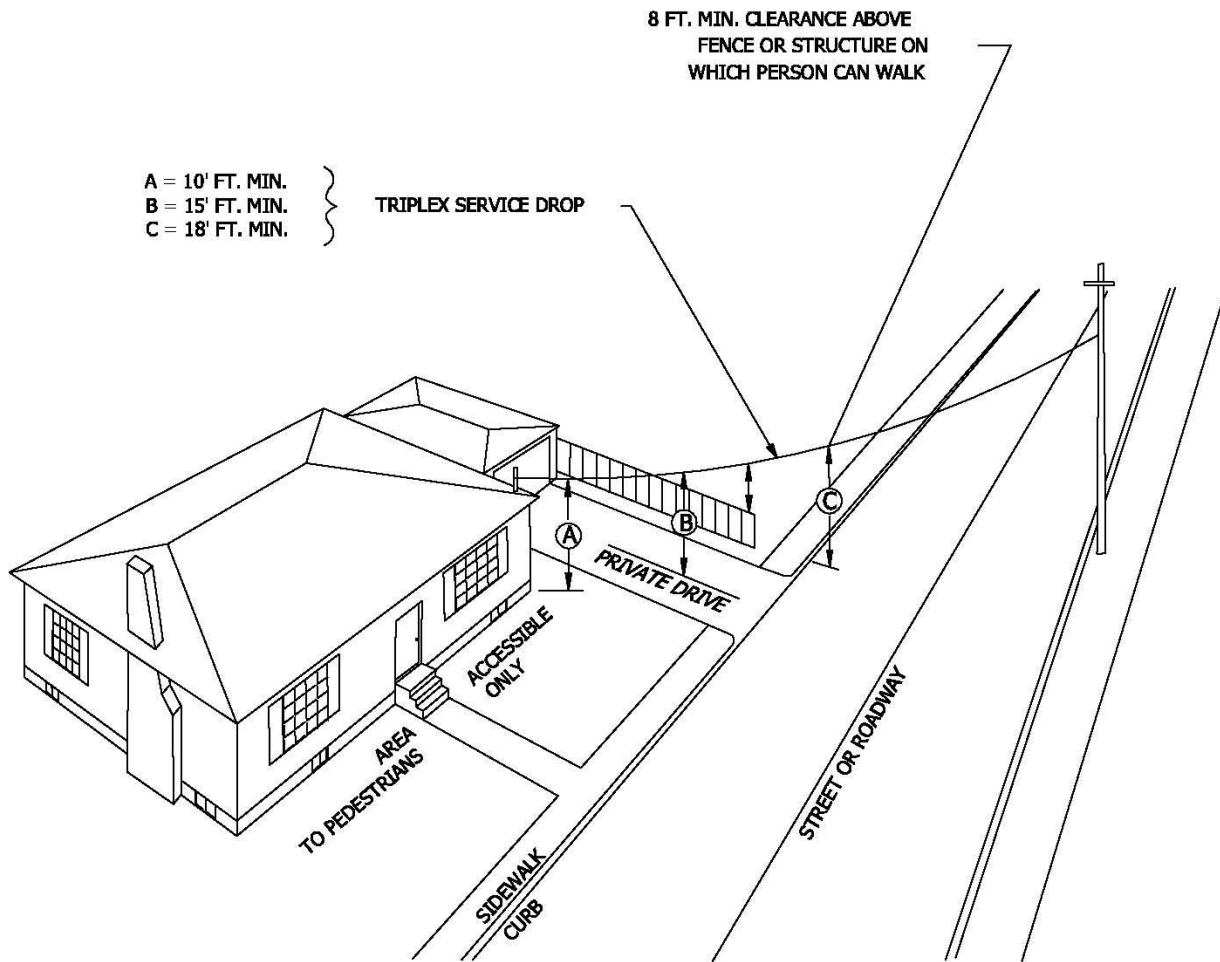 8 FT. MIN. CLEARANCE ABOVE
FENCE OR STRUCTURE ON
WHICH PERSON CAN WALK
A = 10' FT. MIN.
B = 15' FT. MIN.
C = 18' FT. MIN.
TRIPLEX SERVICE DROP
A
B
C
PRIVATE DRIVE
ACCESSIBLE
ONLY
AREA
TO PEDESTRIANS
STREET OR ROADWAY
SIDEWALK
CURB